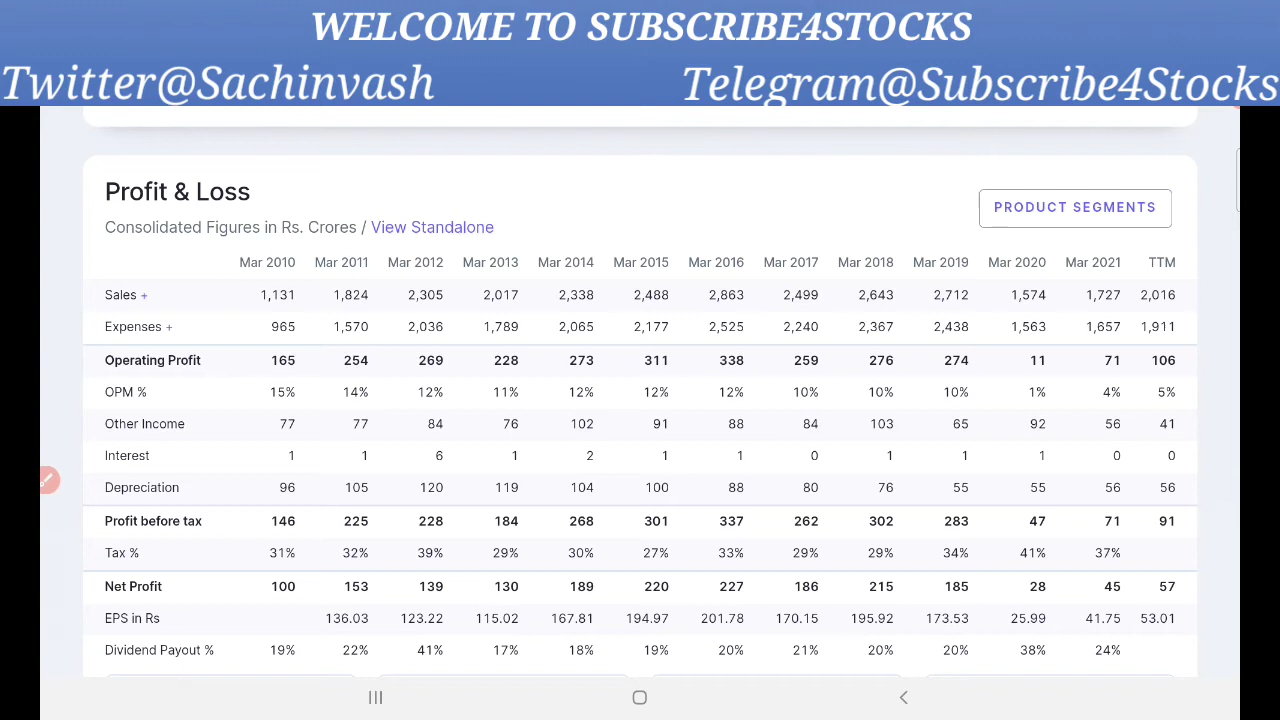 WELCOME TO SUBSCRIBE4STOCKS
Twitter@Sachinvash Telegram@Subscribe4Stocks
Profit & Loss
PRODUCT SEGMENTS
Consolidated Figures in Rs. Crores / View Standalone
Mar 2010 Mar 2011 Mar 2012 Mar 2013 Mar 2014 Mar 2015 Mar 2016 Mar 2017 Mar 2018 Mar 2019 Mar 2020 Mar 2021 TTM
Sales + 1,131 1,824 2,305 2,017 2,338 2,488 2,863 2,499 2,643 2,712 1,574 1,727 2,016
Expenses + 965 1,570 2,036 1,789 2,065 2,177 2,525 2,240 2,367 2,438 1,563 1,657 1,911
Operating Profit 165 254 269 228 273 311 338 259 276 274 11 71 106
OPM % 15% 14% 12% 11% 12% 12% 12% 10% 10% 10% 1% 4% 5%
Other Income 77 77 84 76 102 91 88 84 103 65 92 56 41
Interest 1 1 6 1 2 1 1 0 1 1 1 0 0
Depreciation 96 105 120 119 104 100 88 80 76 55 55 56 56
Profit before tax 146 225 228 184 268 301 337 262 302 283 47 71 91
Tax % 31% 32% 39% 29% 30% 27% 33% 29% 29% 34% 41% 37%
Net Profit 100 153 139 130 189 220 227 186 215 185 28 45 57
EPS in Rs 136.03 123.22 115.02 167.81 194.97 201.78 170.15 195.92 173.53 25.99 41.75 53.01
Dividend Payout % 19% 22% 41% 17% 18% 19% 20% 21% 20% 20% 38% 24%